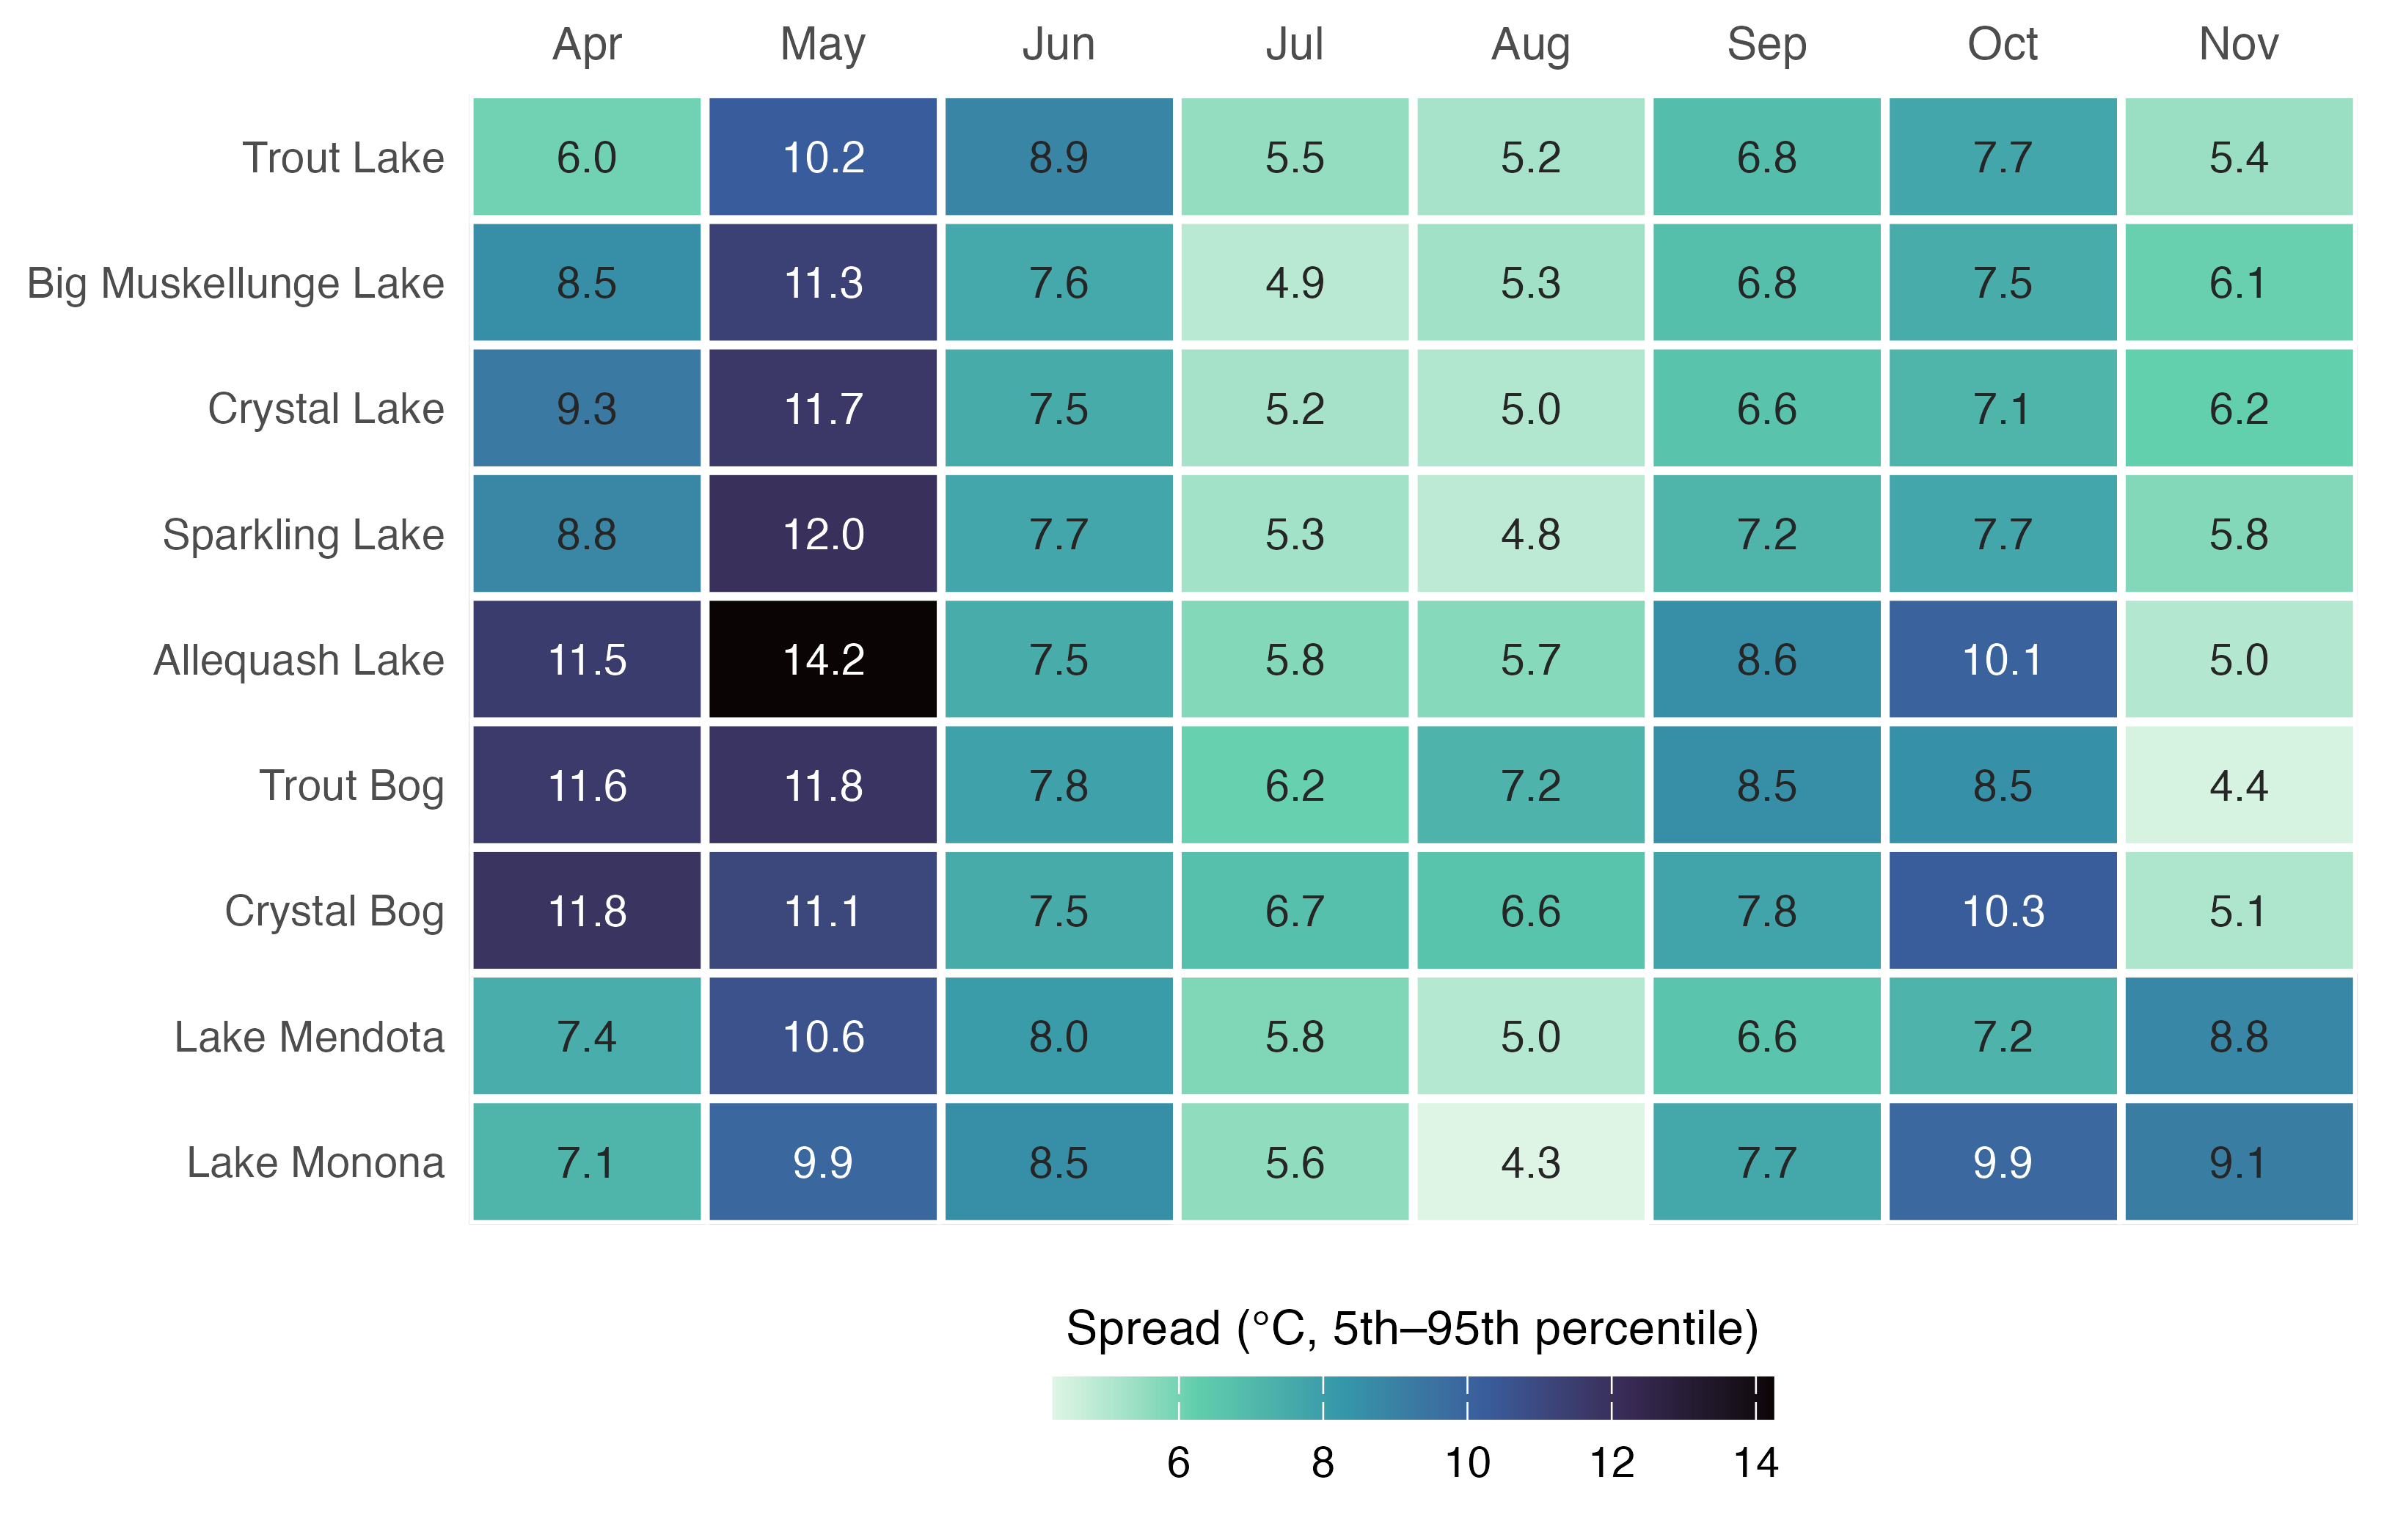 Apr May Jun Jul Aug Sep Oct Nov
Trout Lake 6.0 10.2 8.9 5.5 5.2 6.8 7.7 5.4
Big Muskellunge Lake 8.5 11.3 7.6 4.9 5.3 6.8 7.5 6.1
Crystal Lake 9.3 11.7 7.5 5.2 5.0 6.6 7.1 6.2
Sparkling Lake 8.8 12.0 7.7 5.3 4.8 7.2 7.7 5.8
Allequash Lake 11.5 14.2 7.5 5.8 5.7 8.6 10.1 5.0
Trout Bog 11.6 11.8 7.8 6.2 7.2 8.5 8.5 4.4
Crystal Bog 11.8 11.1 7.5 6.7 6.6 7.8 10.3 5.1
Lake Mendota 7.4 10.6 8.0 5.8 5.0 6.6 7.2 8.8
Lake Monona 7.1 9.9 8.5 5.6 4.3 7.7 9.9 9.1
Spread (°C, 5th–95th percentile)
6 8 10 12 14